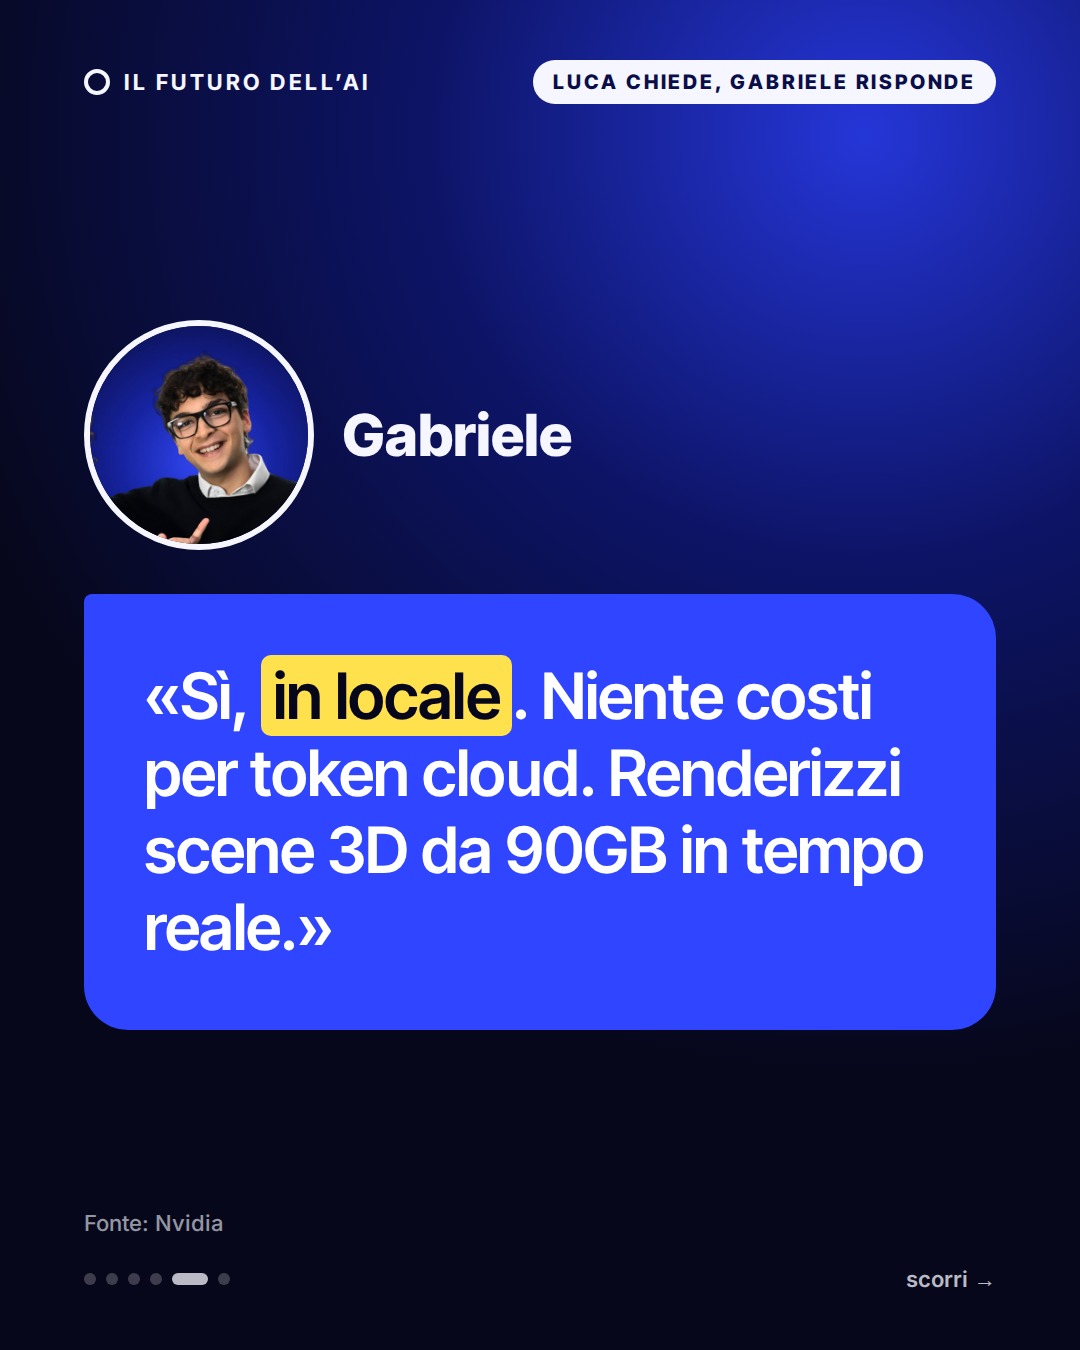 IL FUTURO DELL’AI
LUCA CHIEDE, GABRIELE RISPONDE
Gabriele
«Sì, in locale. Niente costi
per token cloud. Renderizzi
scene 3D da 90GB in tempo
reale.»
Fonte: Nvidia
scorri →